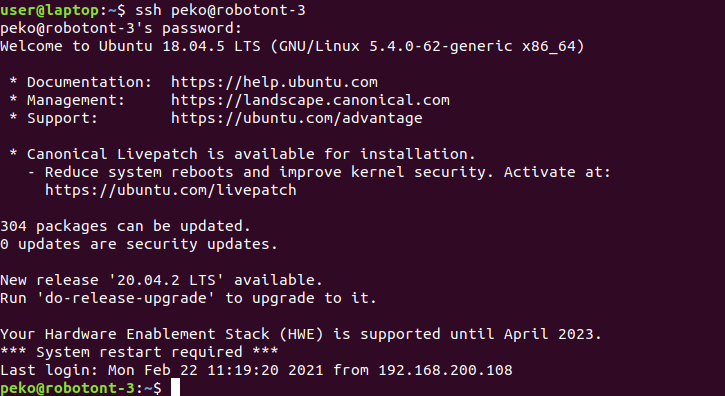 user@laptop:~$ ssh peko@robotont-3
peko@robotont-3's password:
Welcome to Ubuntu 18.04.5 LTS (GNU/Linux 5.4.0-62-generic x86_64)

 * Documentation:  https://help.ubuntu.com
 * Management:     https://landscape.canonical.com
 * Support:        https://ubuntu.com/advantage

 * Canonical Livepatch is available for installation.
   - Reduce system reboots and improve kernel security. Activate at:
     https://ubuntu.com/livepatch

304 packages can be updated.
0 updates are security updates.

New release '20.04.2 LTS' available.
Run 'do-release-upgrade' to upgrade to it.

Your Hardware Enablement Stack (HWE) is supported until April 2023.
*** System restart required ***
Last login: Mon Feb 22 11:19:20 2021 from 192.168.200.108
peko@robotont-3:~$